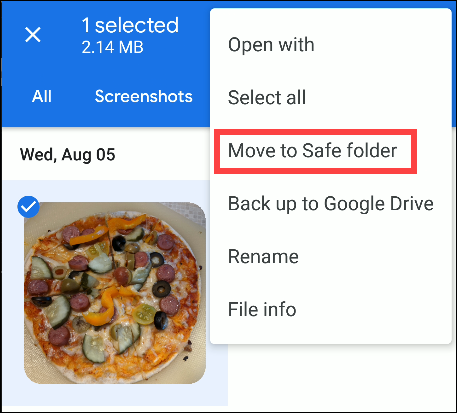 1 selected
2.14 MB
All
Screenshots
Wed, Aug 05
Open with
Select all
Move to Safe folder
Back up to Google Drive
Rename
File info